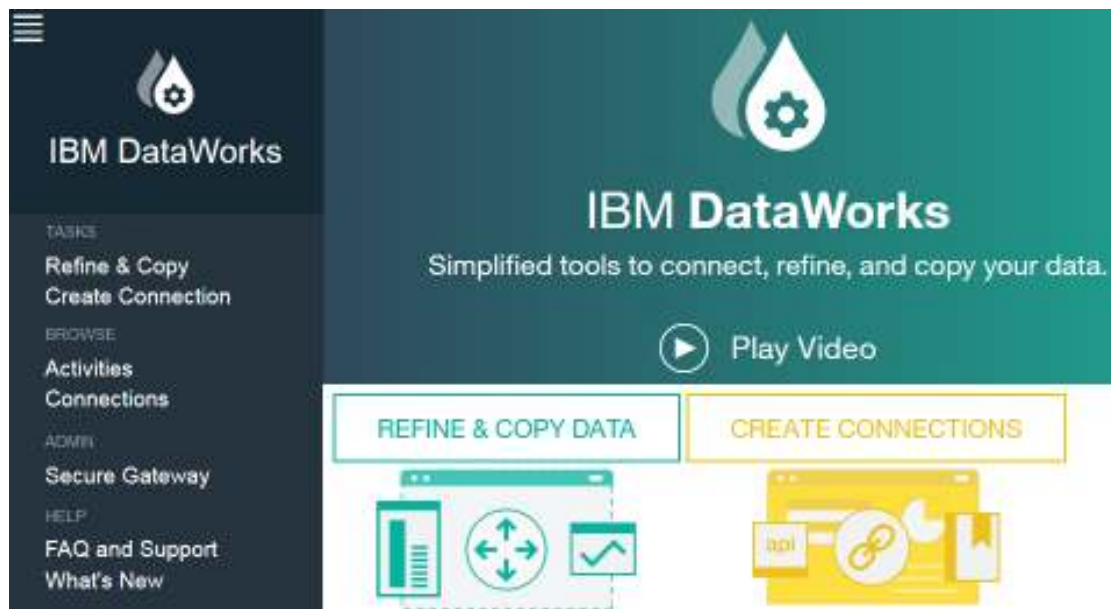 IBM DataWorks
TASKS
Refine & Copy
Create Connection
BROWSE
Activities
Connections
ADMIN
Secure Gateway
HELP
FAQ and Support
What's New
IBM DataWorks
Simplified tools to connect, refine, and copy your data.
Play Video
REFINE & COPY DATA
CREATE CONNECTIONS
api